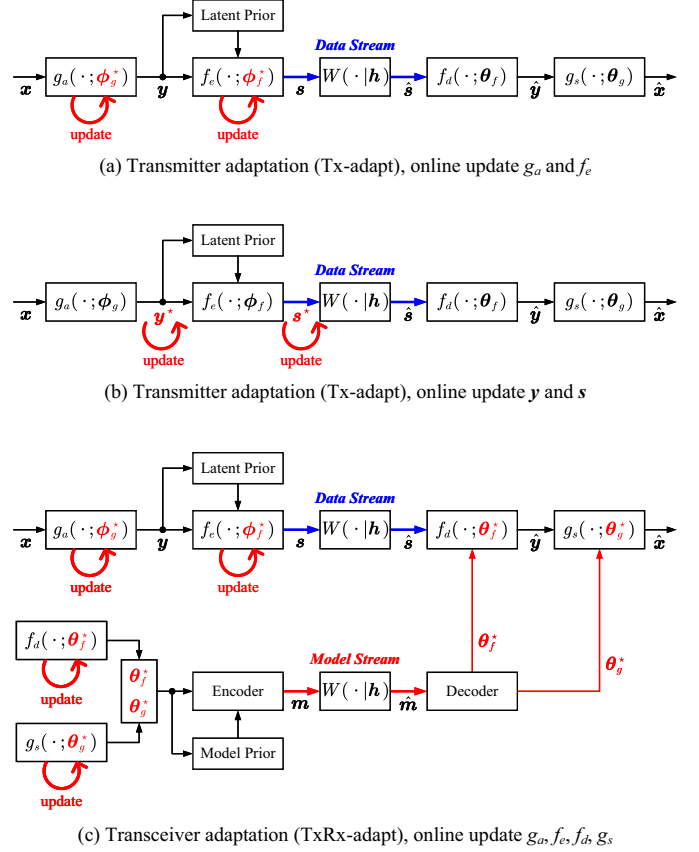 Latent Prior
Data Stream
x g_a(·;ϕ_g^⋆) y f_e(·;ϕ_f^⋆) s W(·|h) ŝ f_d(·;θ_f) ŷ g_s(·;θ_g) x̂
update update
(a) Transmitter adaptation (Tx-adapt), online update g_a and f_e
Latent Prior
Data Stream
x g_a(·;ϕ_g) y^⋆ f_e(·;ϕ_f) s^⋆ W(·|h) ŝ f_d(·;θ_f) ŷ g_s(·;θ_g) x̂
update update
(b) Transmitter adaptation (Tx-adapt), online update y and s
Latent Prior
Data Stream
x g_a(·;ϕ_g^⋆) y f_e(·;ϕ_f^⋆) s W(·|h) ŝ f_d(·;θ_f^⋆) ŷ g_s(·;θ_g^⋆) x̂
update update
f_d(·;θ_f^⋆)
update
θ_f^⋆
θ_g^⋆
g_s(·;θ_g^⋆)
update
Model Stream
Encoder m W(·|h) m̂ Decoder
Model Prior
θ_f^⋆
θ_g^⋆
(c) Transceiver adaptation (TxRx-adapt), online update g_a, f_e, f_d, g_s